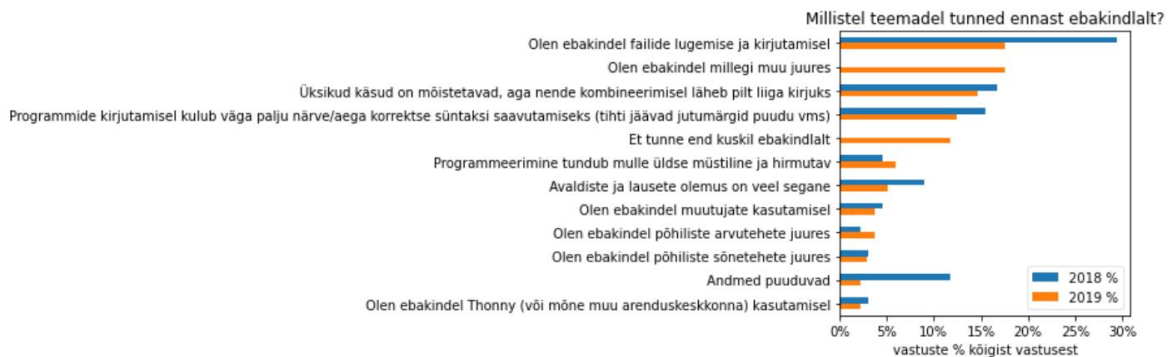 Millistel teemadel tunned ennast ebakindlalt?
Olen ebakindel failide lugemise ja kirjutamisel
Olen ebakindel millegi muu juures
Üksikud käsud on mõistetavad, aga nende kombineerimisel läheb pilt liiga kirjuks
Programmide kirjutamisel kulub väga palju närve/aega korrektse süntaksi saavutamiseks (tihti jäävad jutumärgid puudu vms)
Et tunne end kuskil ebakindlalt
Programmeerimine tundub mulle üldse müstiline ja hirmutav
Avaldiste ja lausete olemus on veel segane
Olen ebakindel muutujate kasutamisel
Olen ebakindel põhiliste arvutehete juures
Olen ebakindel põhiliste sõnetehete juures
Andmed puuduvad
Olen ebakindel Thonny (või mõne muu arenduskeskkonna) kasutamisel
2018 %
2019 %
0% 5% 10% 15% 20% 25% 30%
vastuste % kõigist vastusest